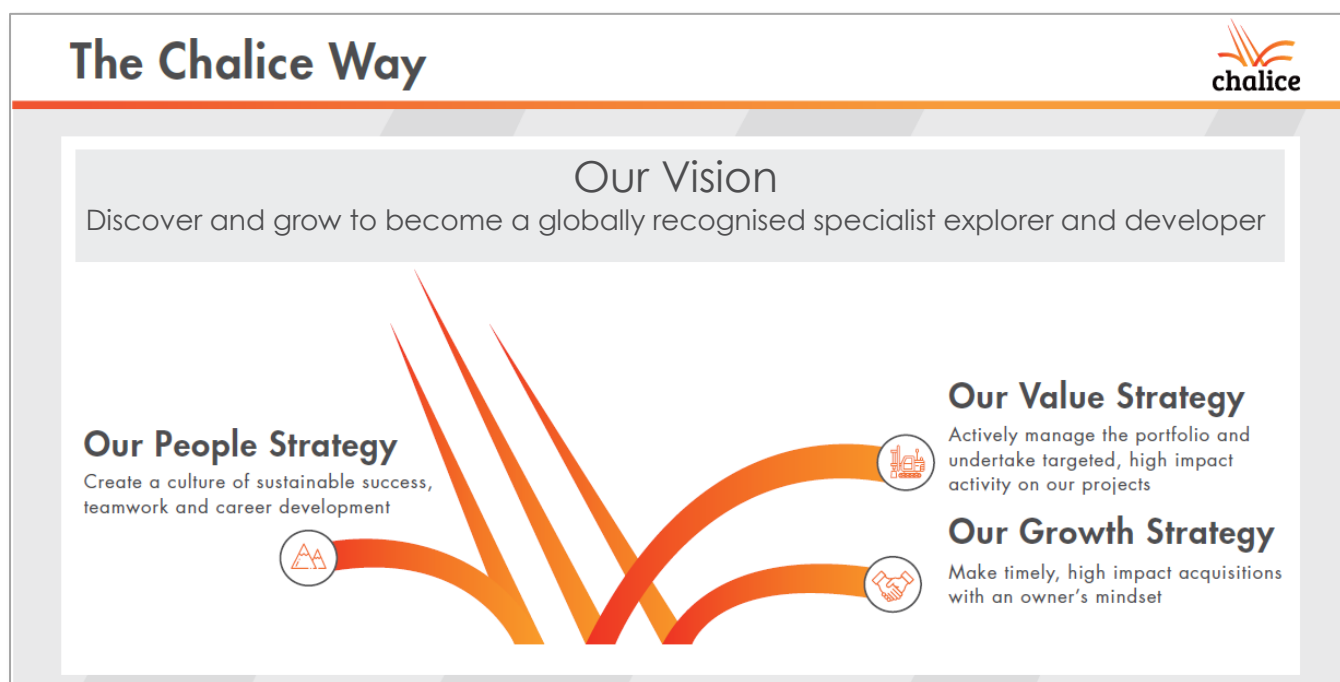 The Chalice Way
chalice
Our Vision
Discover and grow to become a globally recognised specialist explorer and developer
Our People Strategy
Create a culture of sustainable success,
teamwork and career development
Our Value Strategy
Actively manage the portfolio and
undertake targeted, high impact
activity on our projects
Our Growth Strategy
Make timely, high impact acquisitions
with an owner’s mindset